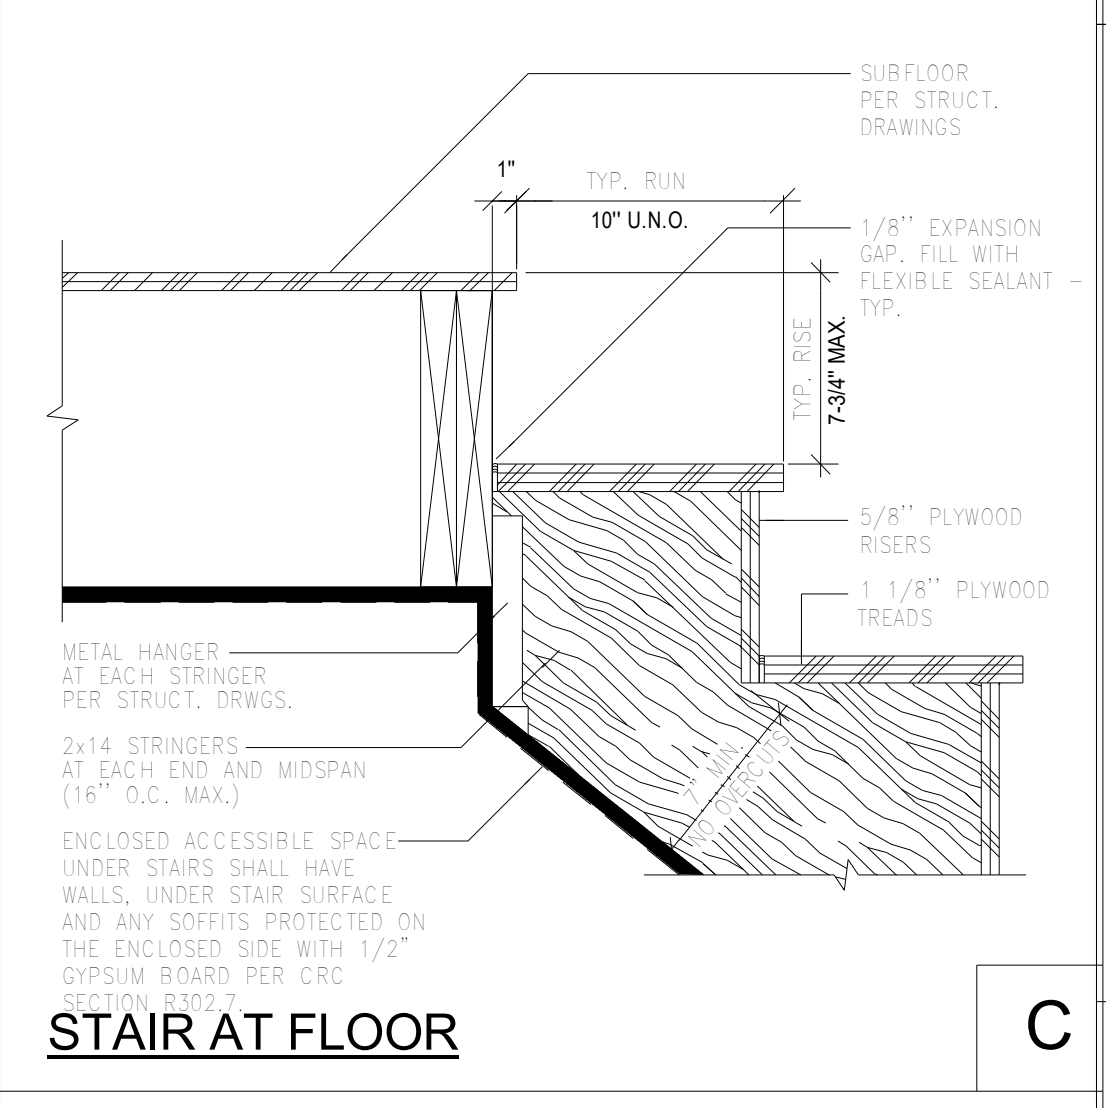 SUBFLOOR
PER STRUCT.
DRAWINGS
1"
TYP. RUN
10" U.N.O.
1/8'' EXPANSION
GAP. FILL WITH
FLEXIBLE SEALANT -
TYP.
TYP. RISE
7-3/4" MAX.
5/8'' PLYWOOD
RISERS
1 1/8'' PLYWOOD
TREADS
METAL HANGER
AT EACH STRINGER
PER STRUCT. DRWGS.
2x14 STRINGERS
AT EACH END AND MIDSPAN
(16'' O.C. MAX.)
7" MIN.
NO OVERCUTS
ENCLOSED ACCESSIBLE SPACE
UNDER STAIRS SHALL HAVE
WALLS, UNDER STAIR SURFACE
AND ANY SOFFITS PROTECTED ON
THE ENCLOSED SIDE WITH 1/2"
GYPSUM BOARD PER CRC
SECTION R302.7.
STAIR AT FLOOR
C